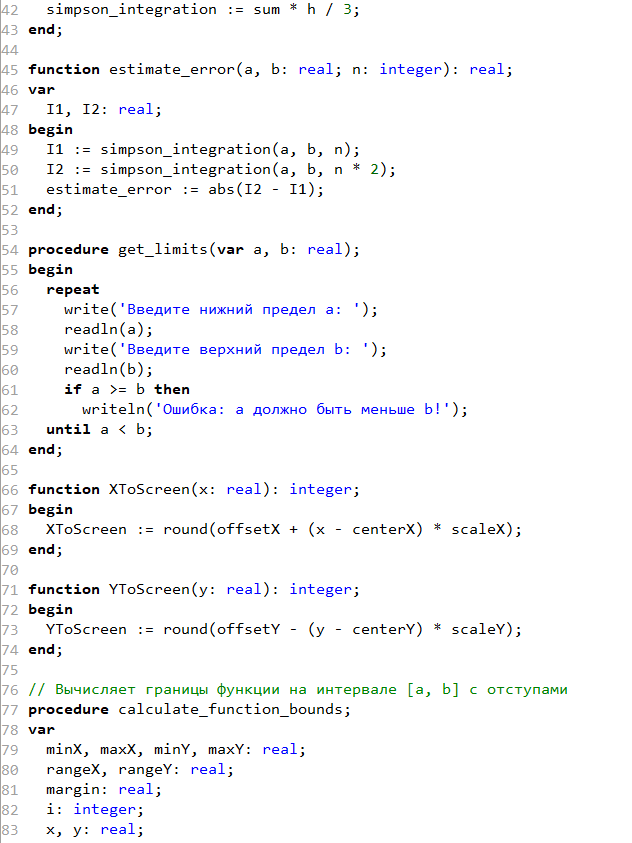 42   simpson_integration := sum * h / 3;
43 end;
44
45 function estimate_error(a, b: real; n: integer): real;
46 var
47   I1, I2: real;
48 begin
49   I1 := simpson_integration(a, b, n);
50   I2 := simpson_integration(a, b, n * 2);
51   estimate_error := abs(I2 - I1);
52 end;
53
54 procedure get_limits(var a, b: real);
55 begin
56   repeat
57     write('Введите нижний предел a: ');
58     readln(a);
59     write('Введите верхний предел b: ');
60     readln(b);
61     if a >= b then
62       writeln('Ошибка: a должно быть меньше b!');
63   until a < b;
64 end;
65
66 function XToScreen(x: real): integer;
67 begin
68   XToScreen := round(offsetX + (x - centerX) * scaleX);
69 end;
70
71 function YToScreen(y: real): integer;
72 begin
73   YToScreen := round(offsetY - (y - centerY) * scaleY);
74 end;
75
76 // Вычисляет границы функции на интервале [a, b] с отступами
77 procedure calculate_function_bounds;
78 var
79   minX, maxX, minY, maxY: real;
80   rangeX, rangeY: real;
81   margin: real;
82   i: integer;
83   x, y: real;